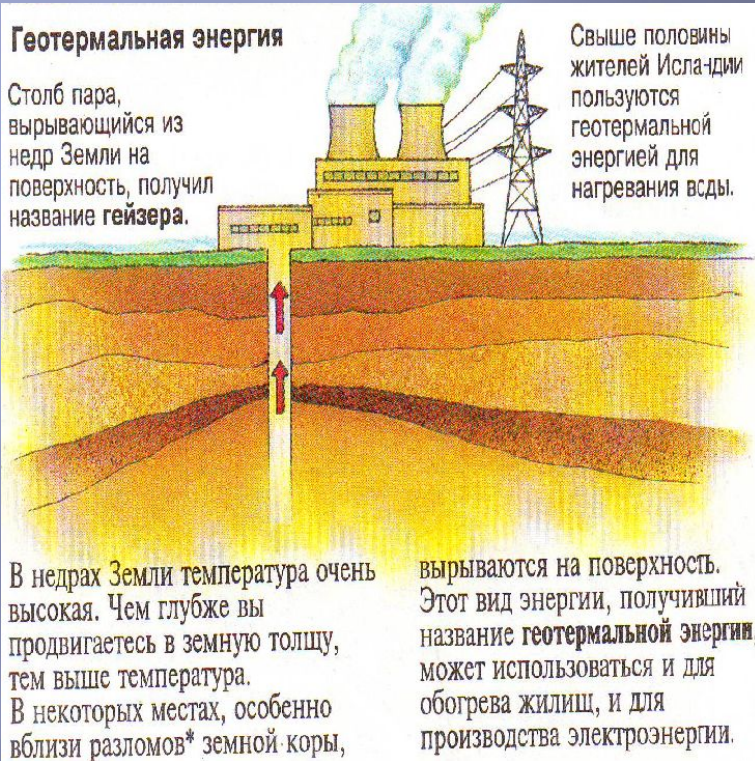 Геотермальная энергия
Столб пара,
вырывающийся из
недр Земли на
поверхность, получил
название гейзера.
Свыше половины
жителей Исландии
пользуются
геотермальной
энергией для
нагревания воды.
В недрах Земли температура очень
высокая. Чем глубже вы
продвигаетесь в земную толщу,
тем выше температура.
В некоторых местах, особенно
вблизи разломов* земной коры,
вырываются на поверхность.
Этот вид энергии, получивший
название геотермальной энергии,
может использоваться и для
обогрева жилищ, и для
производства электроэнергии.